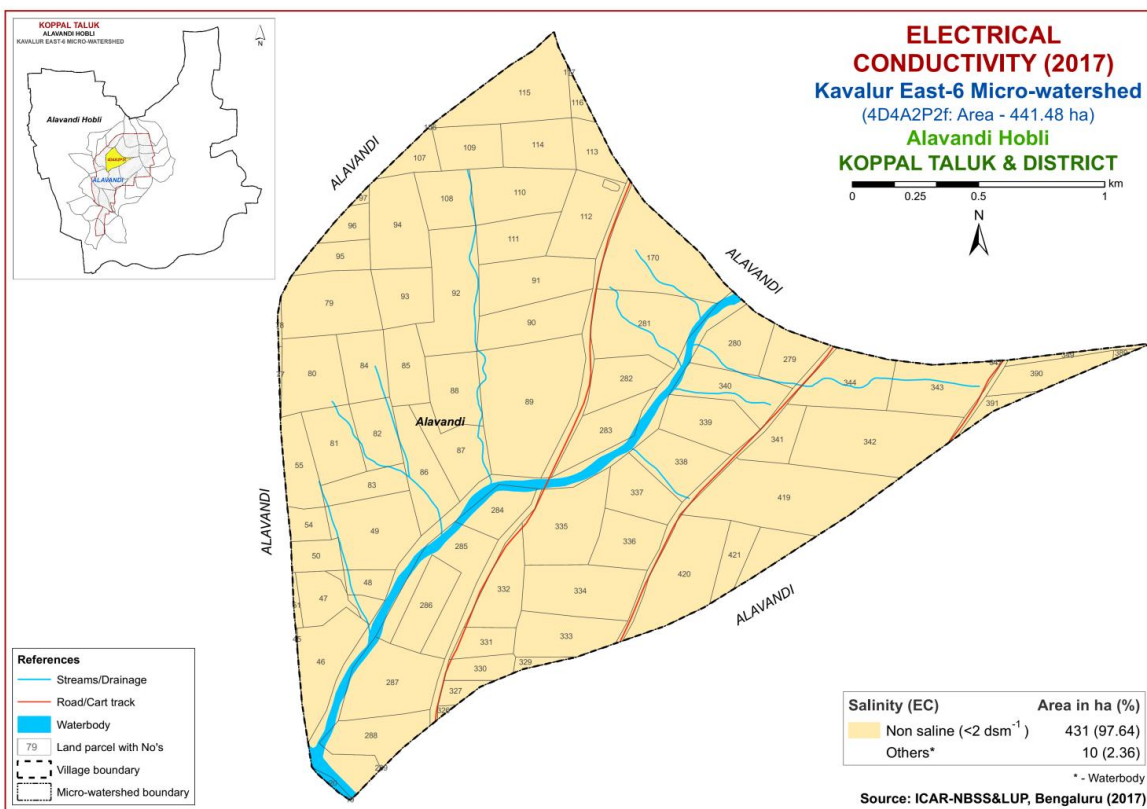 KOPPAL TALUK
ALAVANDI HOBLI
KAVALUR EAST-6 MICRO-WATERSHED
N
Alavandi Hobli
ALAVANDI
ELECTRICAL
CONDUCTIVITY (2017)
Kavalur East-6 Micro-watershed
(4D4A2P2f: Area - 441.48 ha)
Alavandi Hobli
KOPPAL TALUK & DISTRICT
km
0 0.25 0.5 1
N
ALAVANDI
ALAVANDI
ALAVANDI
ALAVANDI
Alavandi
115
116
109
114
113
107
108
110
112
97
96
94
111
95
170
79
93
92
91
90
281
280
279
80
84
85
88
89
282
340
344
343
390
391
81
82
86
87
283
339
341
342
55
83
338
54
49
284
337
419
50
285
335
336
421
48
47
286
332
334
420
46
331
333
287
330
329
327
288
References
Streams/Drainage
Road/Cart track
Waterbody
79 Land parcel with No's
Village boundary
Micro-watershed boundary
Salinity (EC) Area in ha (%)
Non saline (<2 dsm⁻¹ ) 431 (97.64)
Others* 10 (2.36)
* - Waterbody
Source: ICAR-NBSS&LUP, Bengaluru (2017)